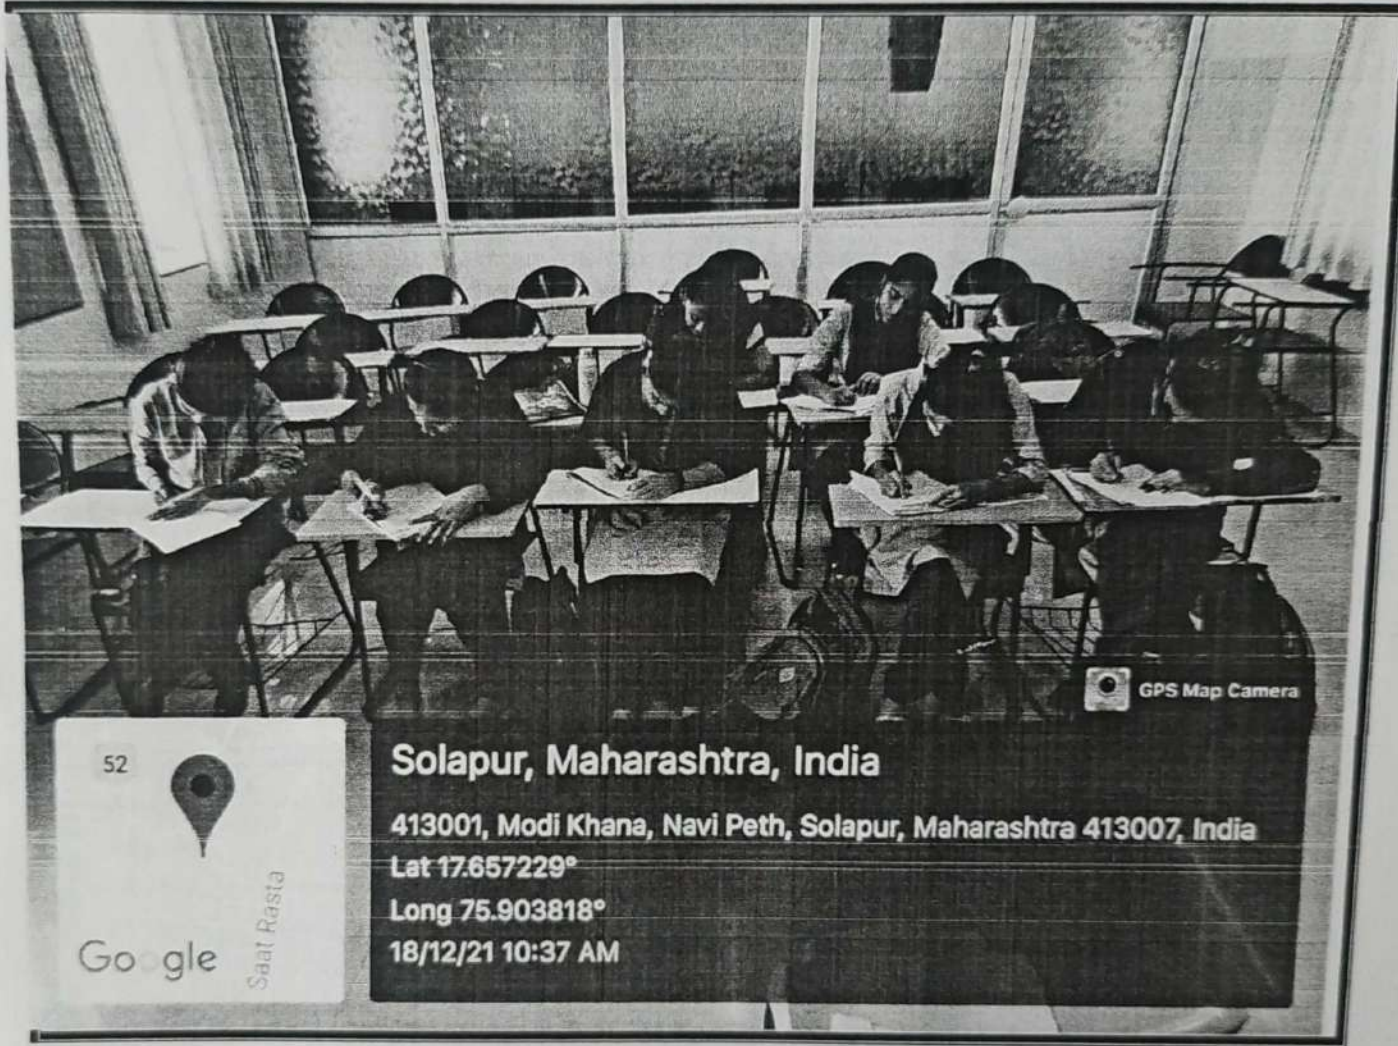 GPS Map Camera
Solapur, Maharashtra, India
413001, Modi Khana, Navi Peth, Solapur, Maharashtra 413007, India
Lat 17.657229°
Long 75.903818°
18/12/21 10:37 AM
52
Saat Rasta
Google